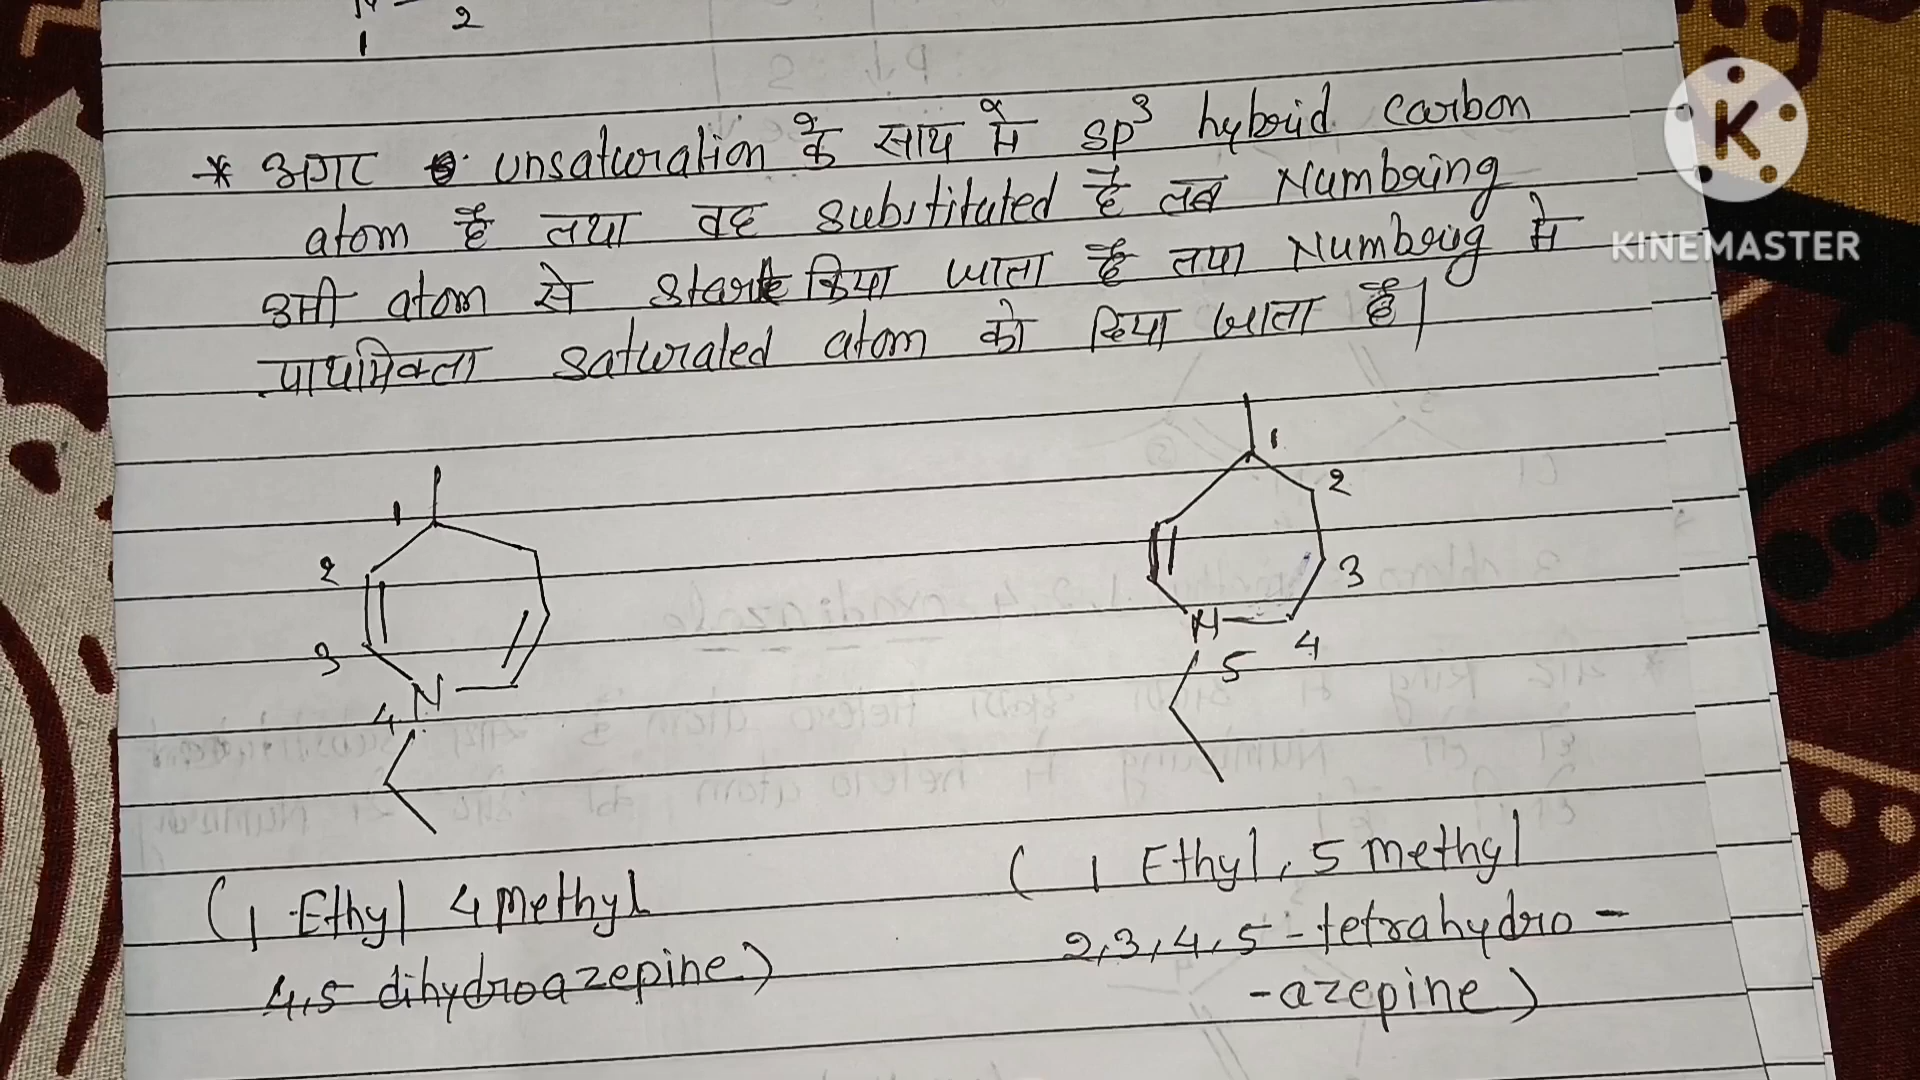 N 2
1
* अगर unsaturation के साथ में sp3 hybrid carbon
atom है तथा वह substituted है तब Numbering
उसी atom से start किया जाता है तथा Numbering में
प्राथमिकता saturated atom को दिया जाता है।
1
2
3
4 N
1
2
3
4
N
5
(1 Ethyl 4 Methyl
4,5 dihydroazepine)
( 1 Ethyl, 5 methyl
2,3,4,5-tetrahydro-
-azepine)
K
KINEMASTER